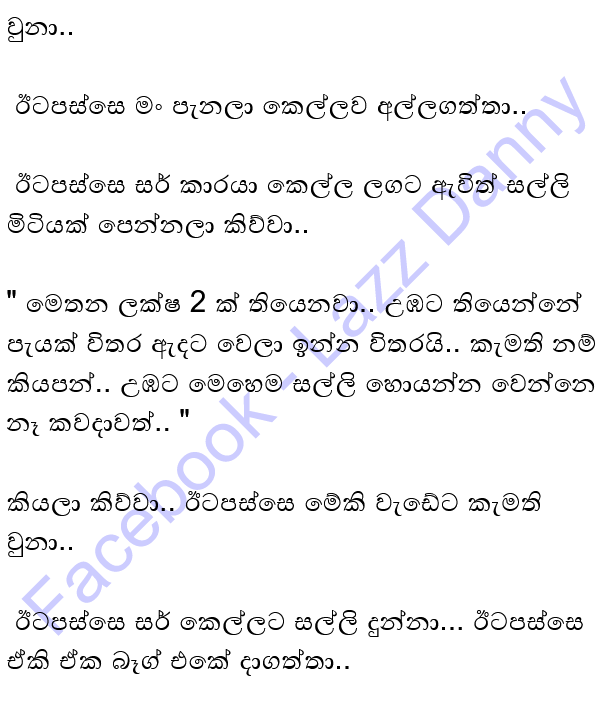 වුනා..
ඊටපස්සෙ මං පැනලා කෙල්ලව අල්ලගත්තා..
ඊටපස්සෙ සර් කාරයා කෙල්ල ලගට ඇවිත් සල්ලි
මිටියක් පෙන්නලා කිව්වා..
" මෙතන ලක්ෂ 2 ක් තියෙනවා.. උඹට තියෙන්නේ
පැයක් විතර ඇදට වෙලා ඉන්න විතරයි.. කැමති නම්
කියපන්.. උඹට මෙහෙම සල්ලි හොයන්න වෙන්නෙ
නෑ කවදාවත්.. "
කියලා කිව්වා.. ඊටපස්සෙ මේකි වැඩේට කැමති
වුනා..
ඊටපස්සෙ සර් කෙල්ලට සල්ලි දුන්නා... ඊටපස්සෙ
ඒකි ඒක බෑග් එකේ දාගත්තා..
Facebook - Lazz Danny